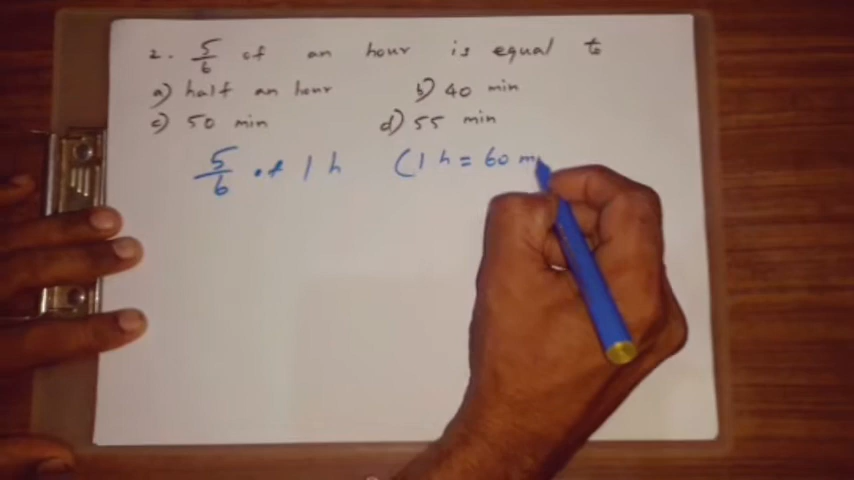 2. 5/6 of an hour is equal to
a) half an hour b) 40 min
c) 50 min d) 55 min
5/6 of 1 h (1 h = 60 m